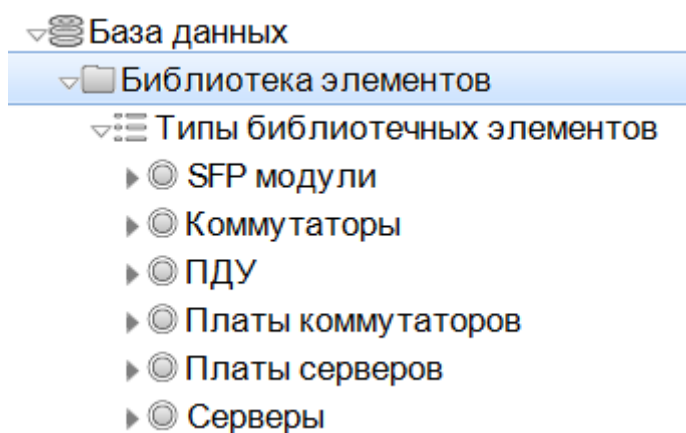 База данных
Библиотека элементов
Типы библиотечных элементов
SFP модули
Коммутаторы
ПДУ
Платы коммутаторов
Платы серверов
Серверы